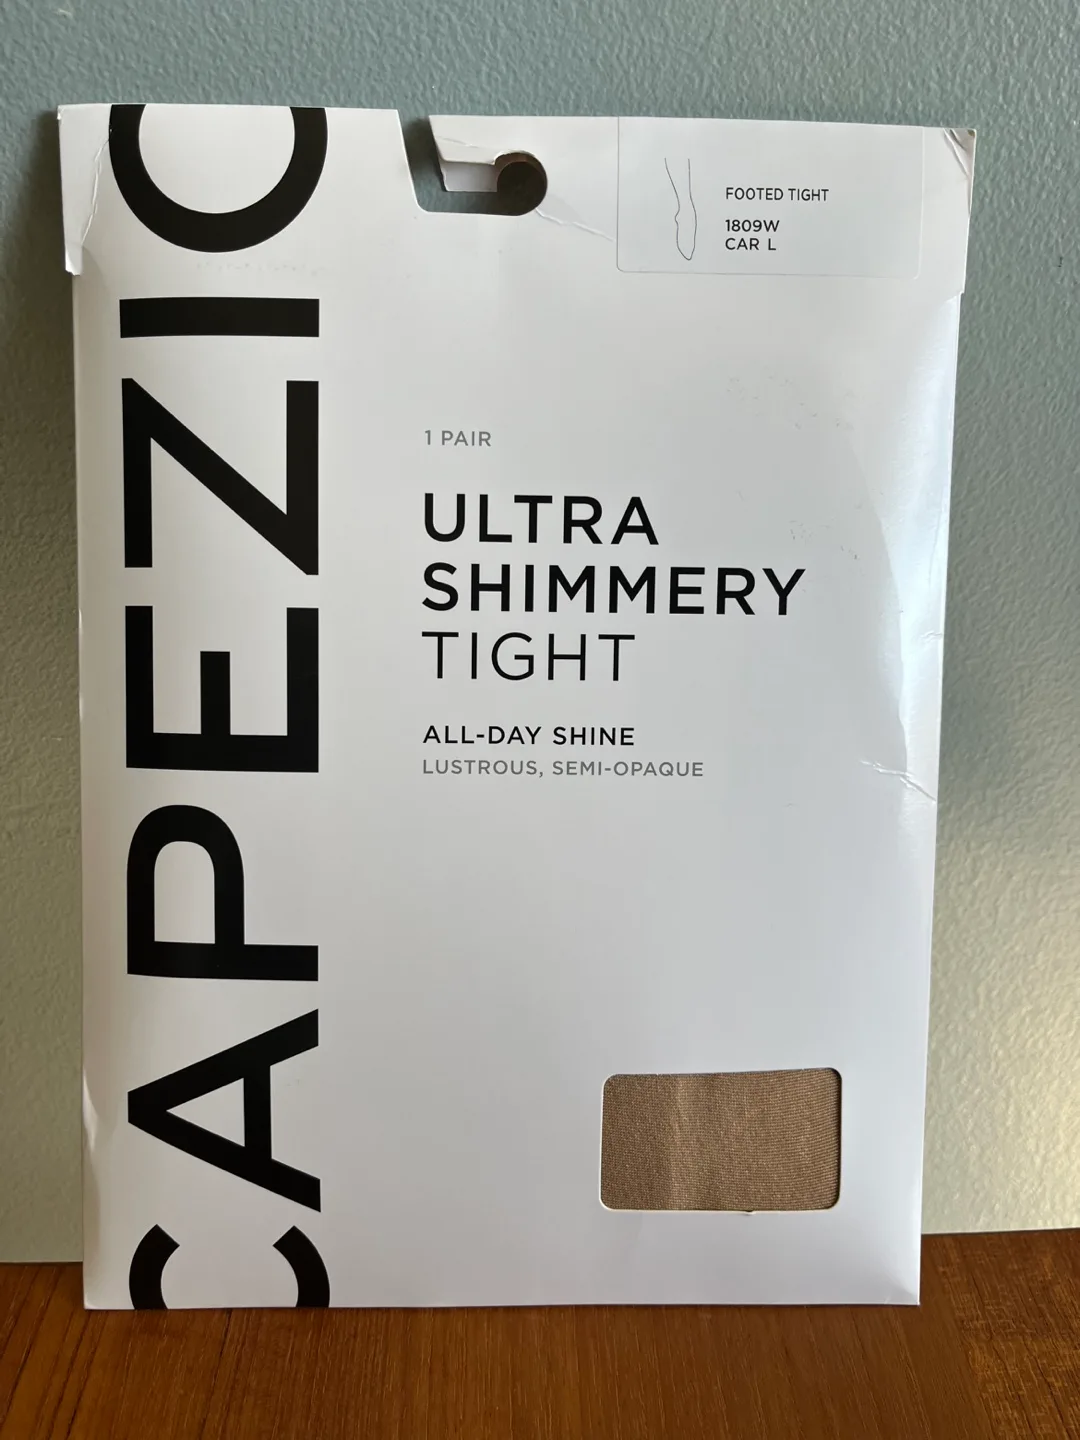 CAPEZIO
FOOTED TIGHT
1809W
CAR L
1 PAIR
ULTRA
SHIMMERY
TIGHT
ALL-DAY SHINE
LUSTROUS, SEMI-OPAQUE